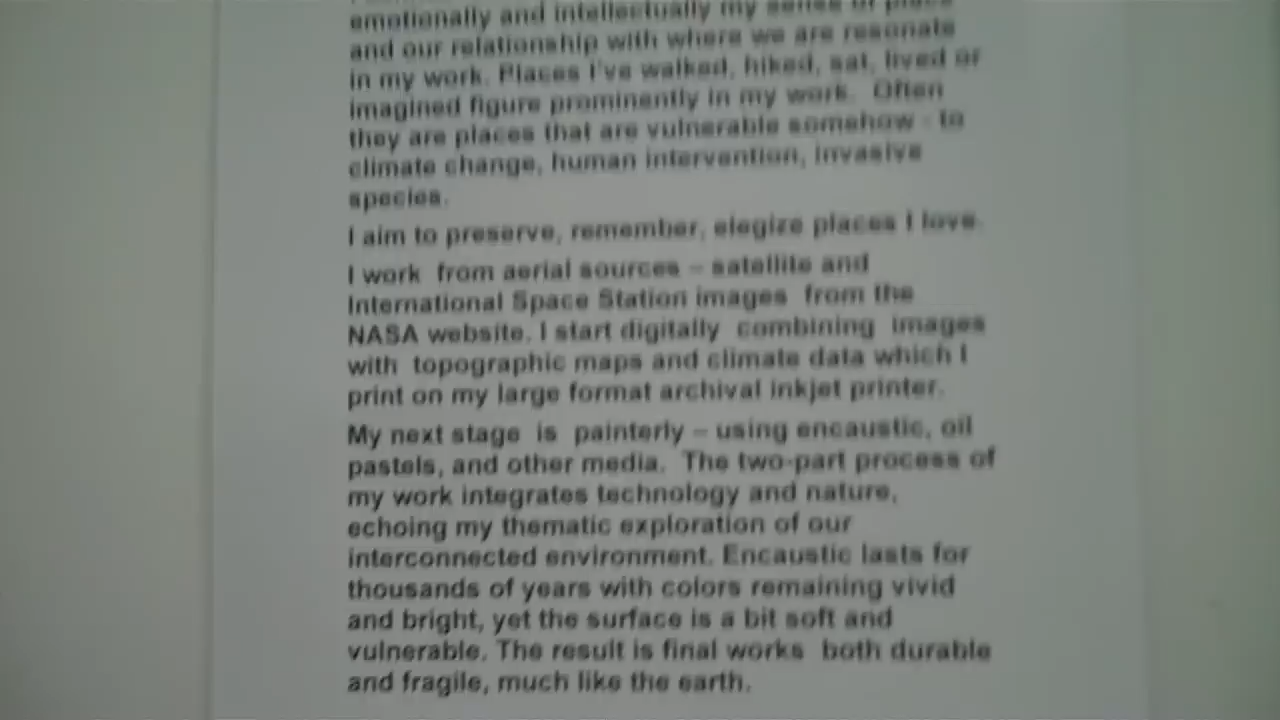 emotionally and intellectually my sense of place
and our relationship with where we are resonate
in my work. Places I've walked, hiked, sat, lived or
imagined figure prominently in my work.  Often
they are places that are vulnerable somehow - to
climate change, human intervention, invasive
species.
I aim to preserve, remember, elegize places I love.
I work  from aerial sources – satellite and
International Space Station images  from the
NASA website. I start digitally  combining  images
with  topographic maps and climate data which I
print on my large format archival inkjet printer.
My next stage  is  painterly – using encaustic, oil
pastels, and other media.  The two-part process of
my work integrates technology and nature,
echoing my thematic exploration of our
interconnected environment. Encaustic lasts for
thousands of years with colors remaining vivid
and bright, yet the surface is a bit soft and
vulnerable. The result is final works  both durable
and fragile, much like the earth.